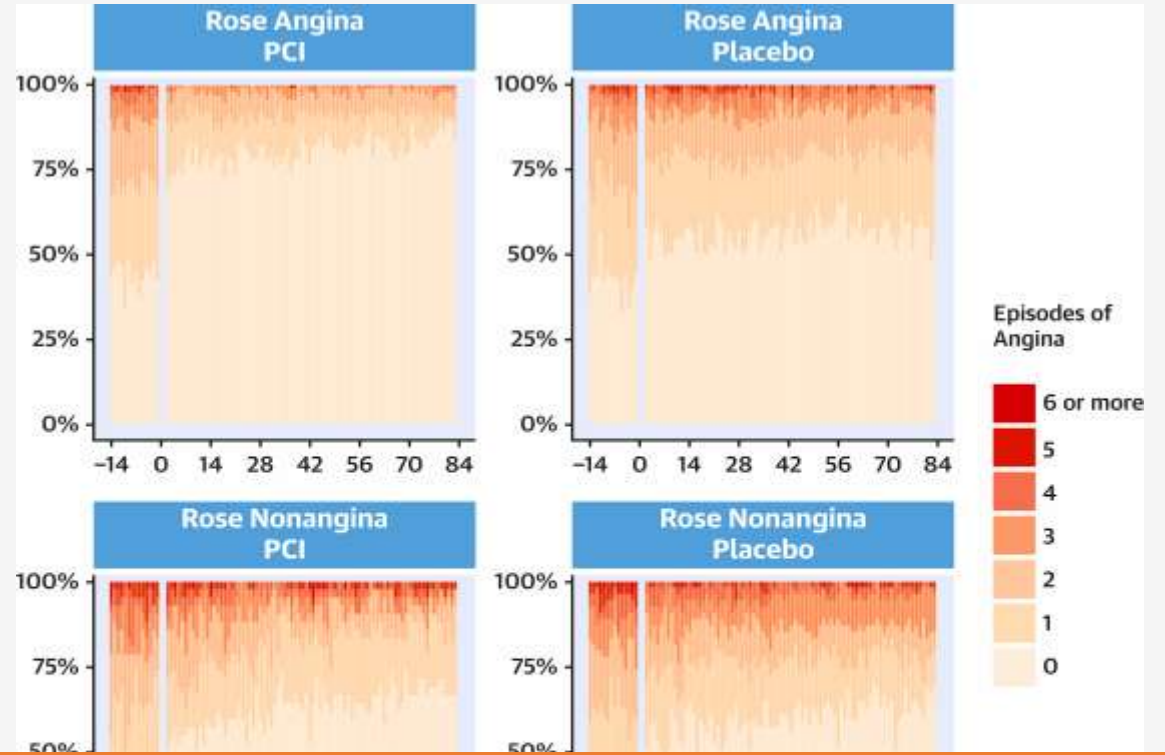 Rose Angina
PCI
Rose Angina
Placebo
100%
75%
50%
25%
0%
-14 0 14 28 42 56 70 84
100%
75%
50%
25%
0%
-14 0 14 28 42 56 70 84
Episodes of
Angina
6 or more
5
4
3
2
1
0
Rose Nonangina
PCI
Rose Nonangina
Placebo
100%
75%
50%
100%
75%
50%